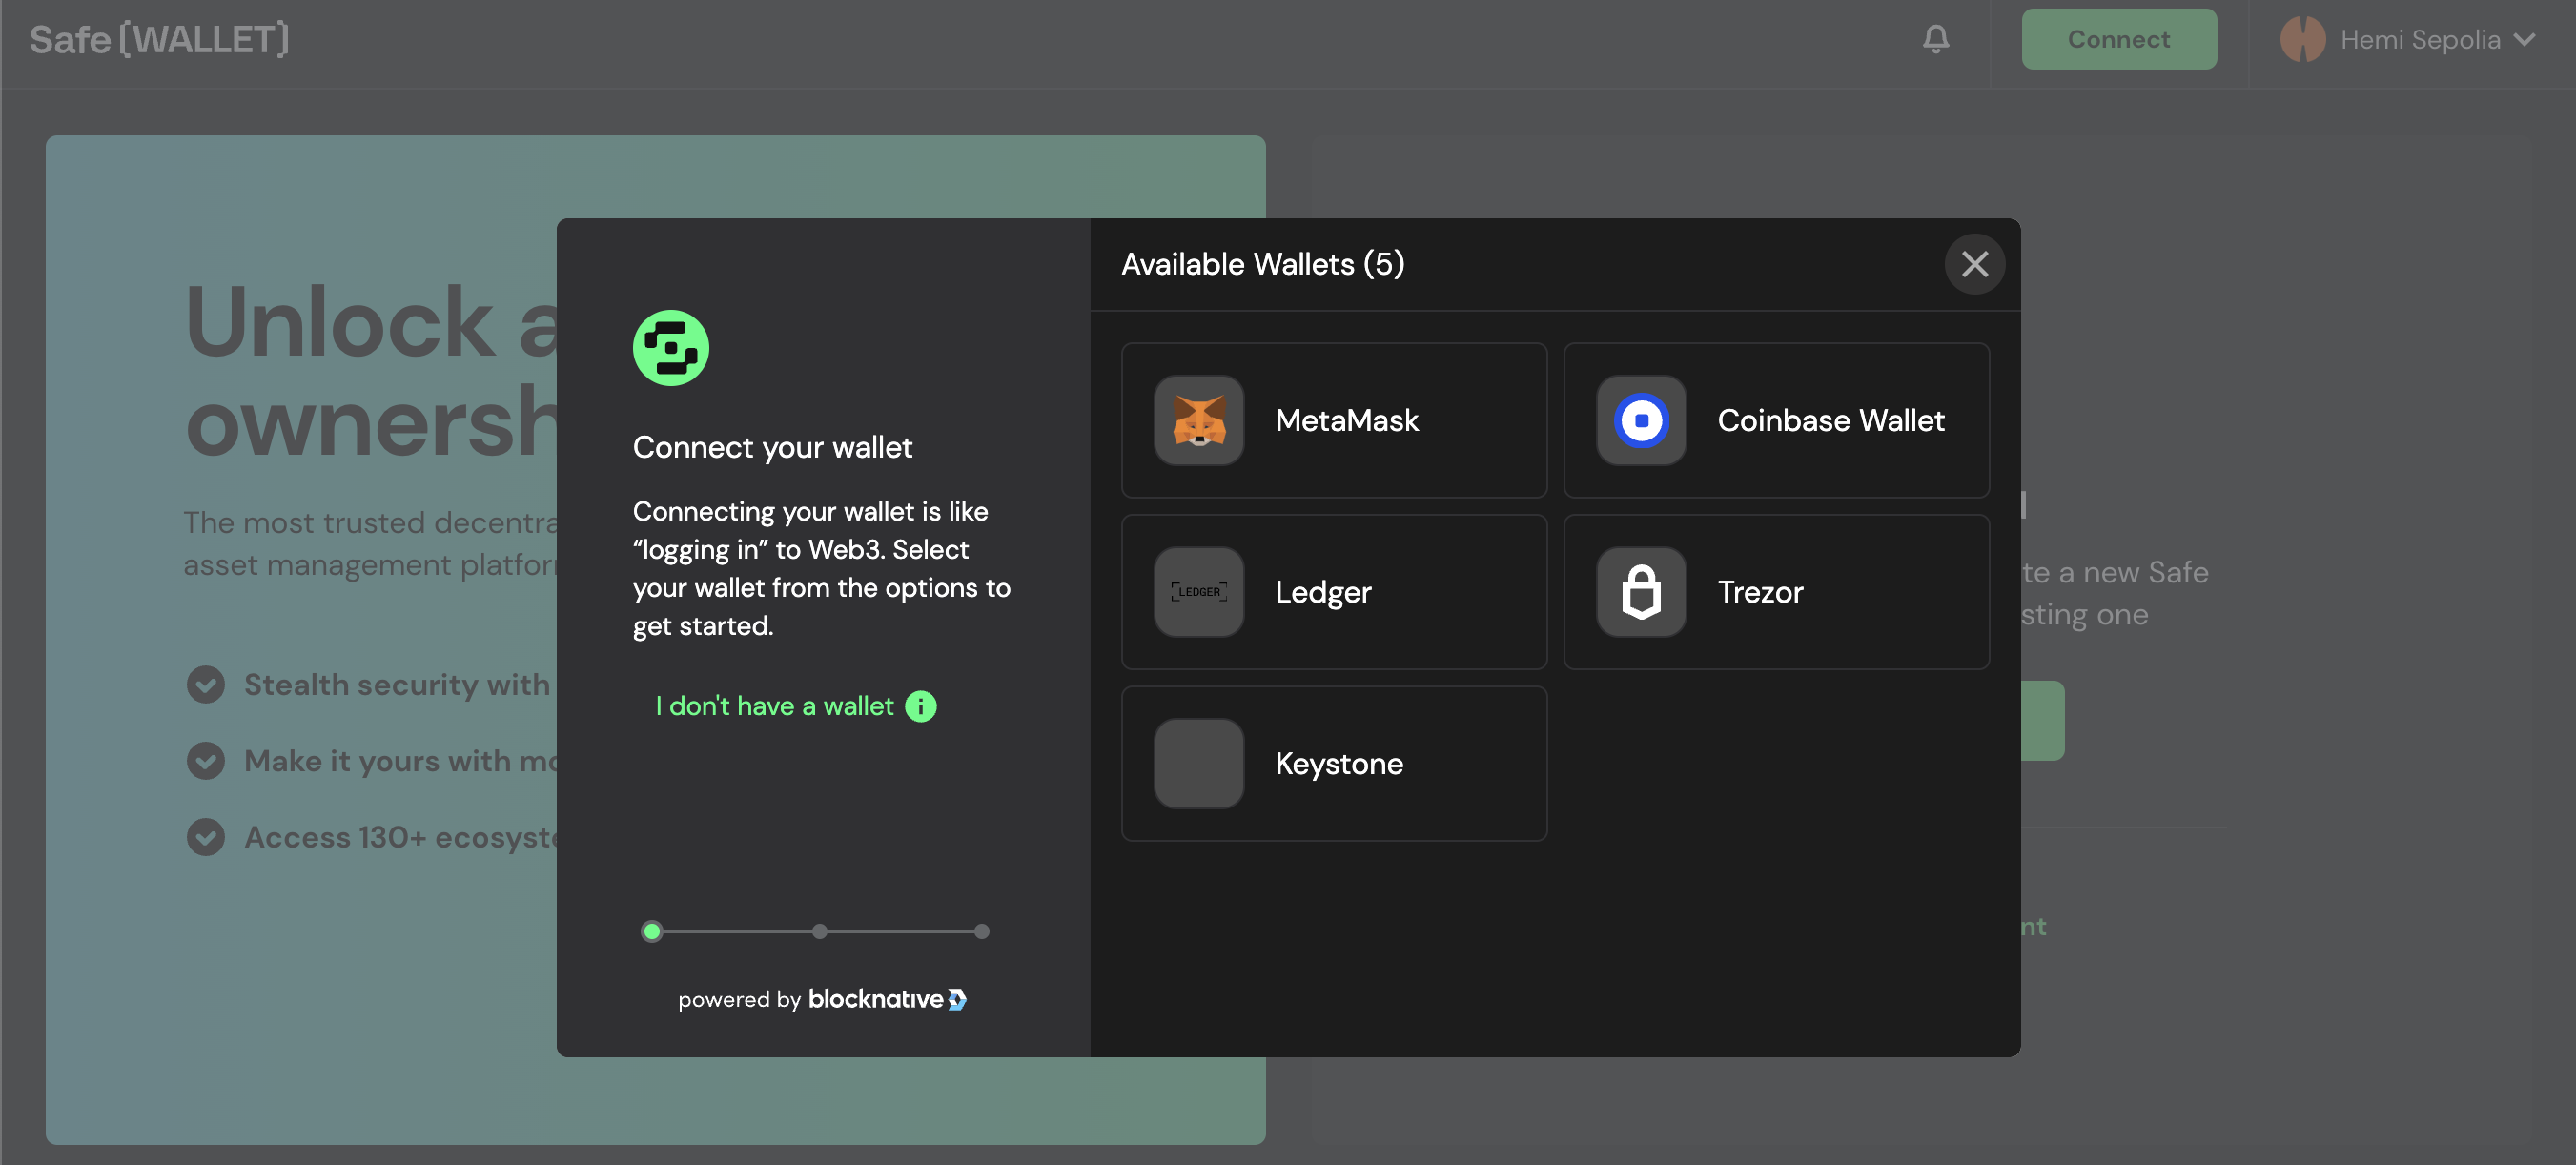 Safe [WALLET]
Connect
Hemi Sepolia
Unlock a
ownersh
The most trusted decentra
asset management platfor
Stealth security with
Make it yours with mo
Access 130+ ecosyste
Connect your wallet
Connecting your wallet is like
“logging in” to Web3. Select
your wallet from the options to
get started.
I don't have a wallet
powered by blocknative
Available Wallets (5)
MetaMask
Coinbase Wallet
LEDGER
Ledger
Trezor
Keystone
te a new Safe
sting one
nt